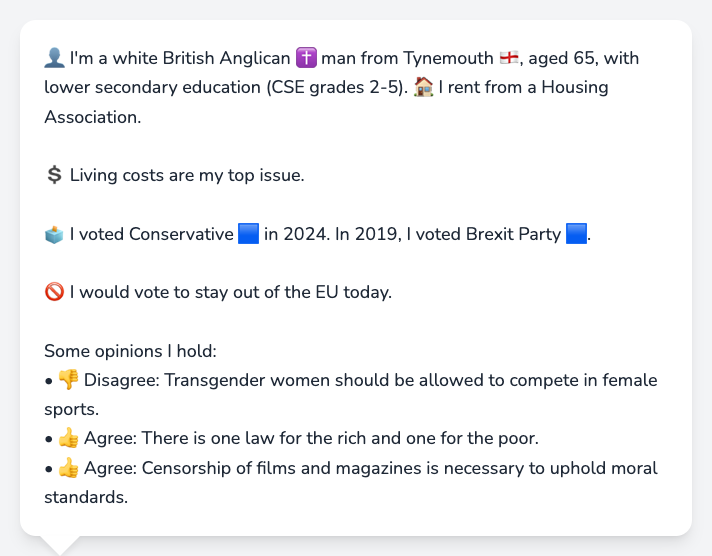 👤 I'm a white British Anglican ✝️ man from Tynemouth 🏴󠁧󠁢󠁥󠁮󠁧󠁿, aged 65, with
lower secondary education (CSE grades 2-5). 🏠 I rent from a Housing
Association.
💲 Living costs are my top issue.
🗳️ I voted Conservative 🟦 in 2024. In 2019, I voted Brexit Party 🟦.
🚫 I would vote to stay out of the EU today.
Some opinions I hold:
• 👎 Disagree: Transgender women should be allowed to compete in female
sports.
• 👍 Agree: There is one law for the rich and one for the poor.
• 👍 Agree: Censorship of films and magazines is necessary to uphold moral
standards.